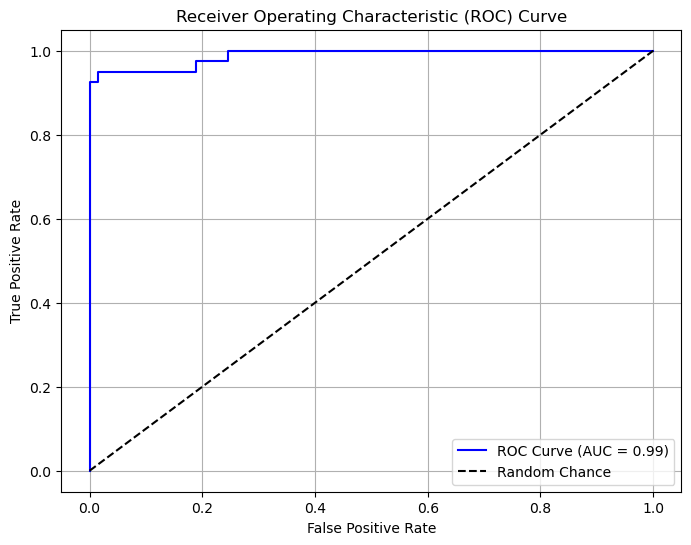 Receiver Operating Characteristic (ROC) Curve
1.0
0.8
0.6
0.4
0.2
0.0
True Positive Rate
0.0 0.2 0.4 0.6 0.8 1.0
False Positive Rate
ROC Curve (AUC = 0.99)
Random Chance